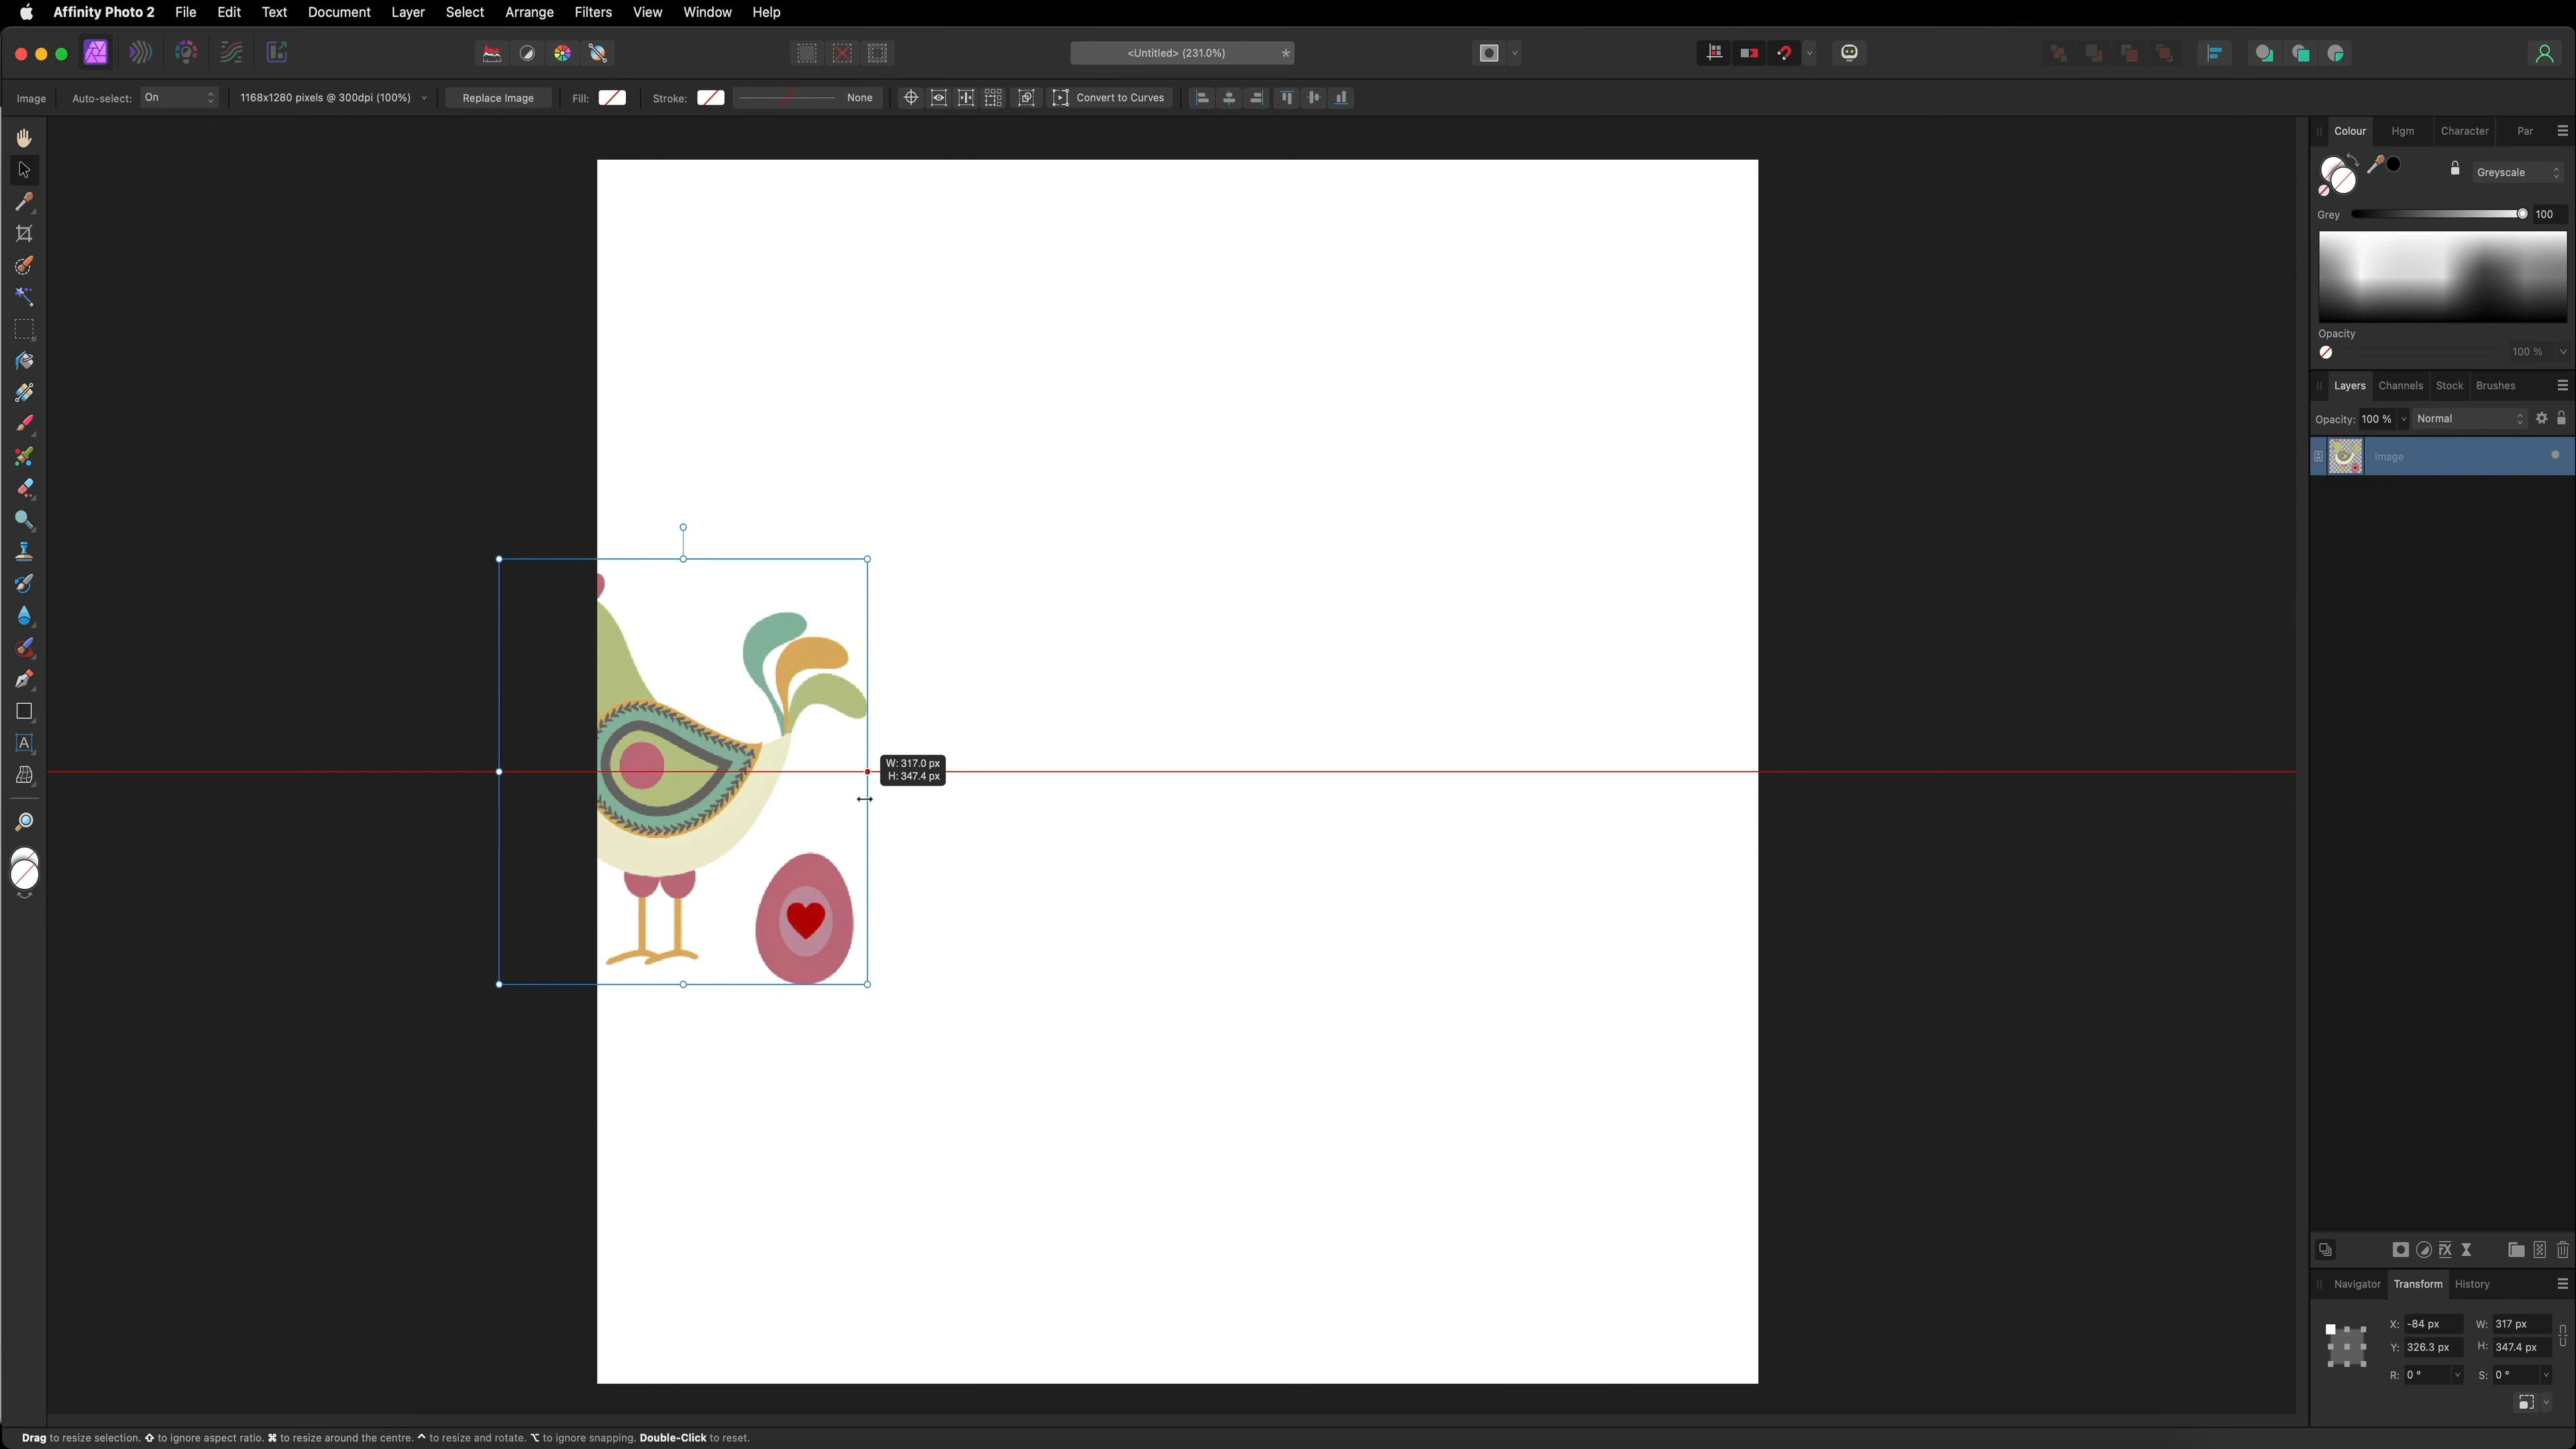 Affinity Photo 2 File Edit Text Document Layer Select Arrange Filters View Window Help
<Untitled> (231.0%) *
Image Auto-select: On 1168x1280 pixels @ 300dpi (100%) Replace Image Fill: Stroke: None Convert to Curves
Colour Hgm Character Par
Greyscale
Grey 100
Opacity
100 %
Layers Channels Stock Brushes
Opacity: 100 % Normal
Image
W: 317.0 px
H: 347.4 px
A
Navigator Transform History
X: -84 px W: 317 px
Y: 326.3 px H: 347.4 px
R: 0 ° S: 0 °
Drag to resize selection. ⇧ to ignore aspect ratio. ⌘ to resize around the centre. ^ to resize and rotate. ⌥ to ignore snapping. Double-Click to reset.